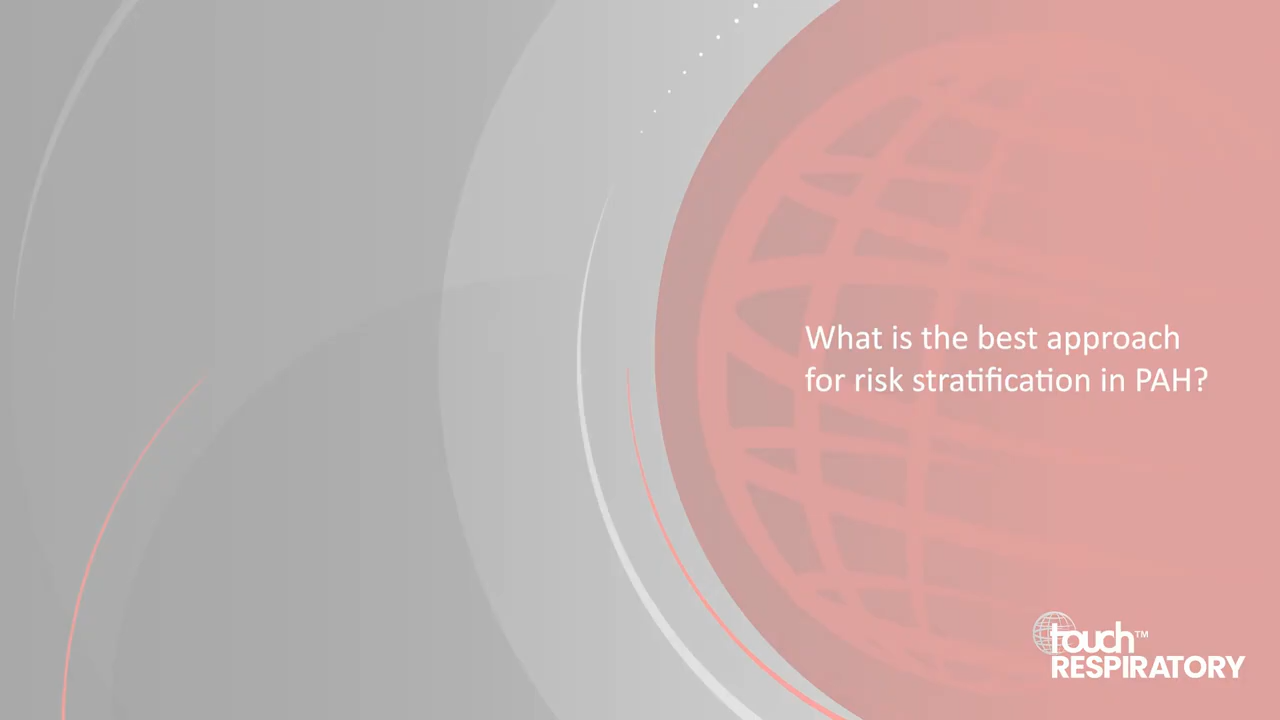 What is the best approach
for risk stratification in PAH?
touch™
RESPIRATORY